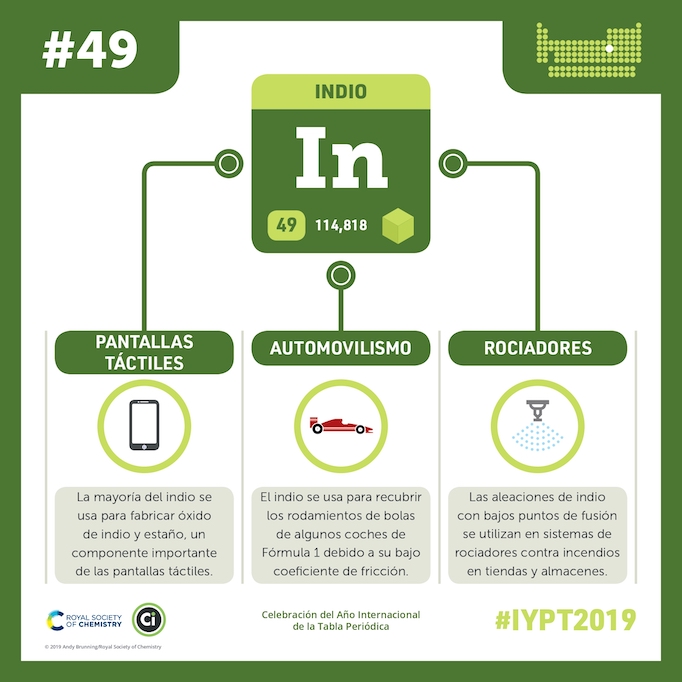 #49
INDIO
In
49 114,818
PANTALLAS
TÁCTILES
AUTOMOVILISMO
ROCIADORES
La mayoría del indio se
usa para fabricar óxido
de indio y estaño, un
componente importante
de las pantallas táctiles.
El indio se usa para recubrir
los rodamientos de bolas
de algunos coches de
Fórmula 1 debido a su bajo
coeficiente de fricción.
Las aleaciones de indio
con bajos puntos de fusión
se utilizan en sistemas de
rociadores contra incendios
en tiendas y almacenes.
ROYAL SOCIETY
OF CHEMISTRY
Ci
© 2019 Andy Brunning/Royal Society of Chemistry
Celebración del Año Internacional
de la Tabla Periódica
#IYPT2019